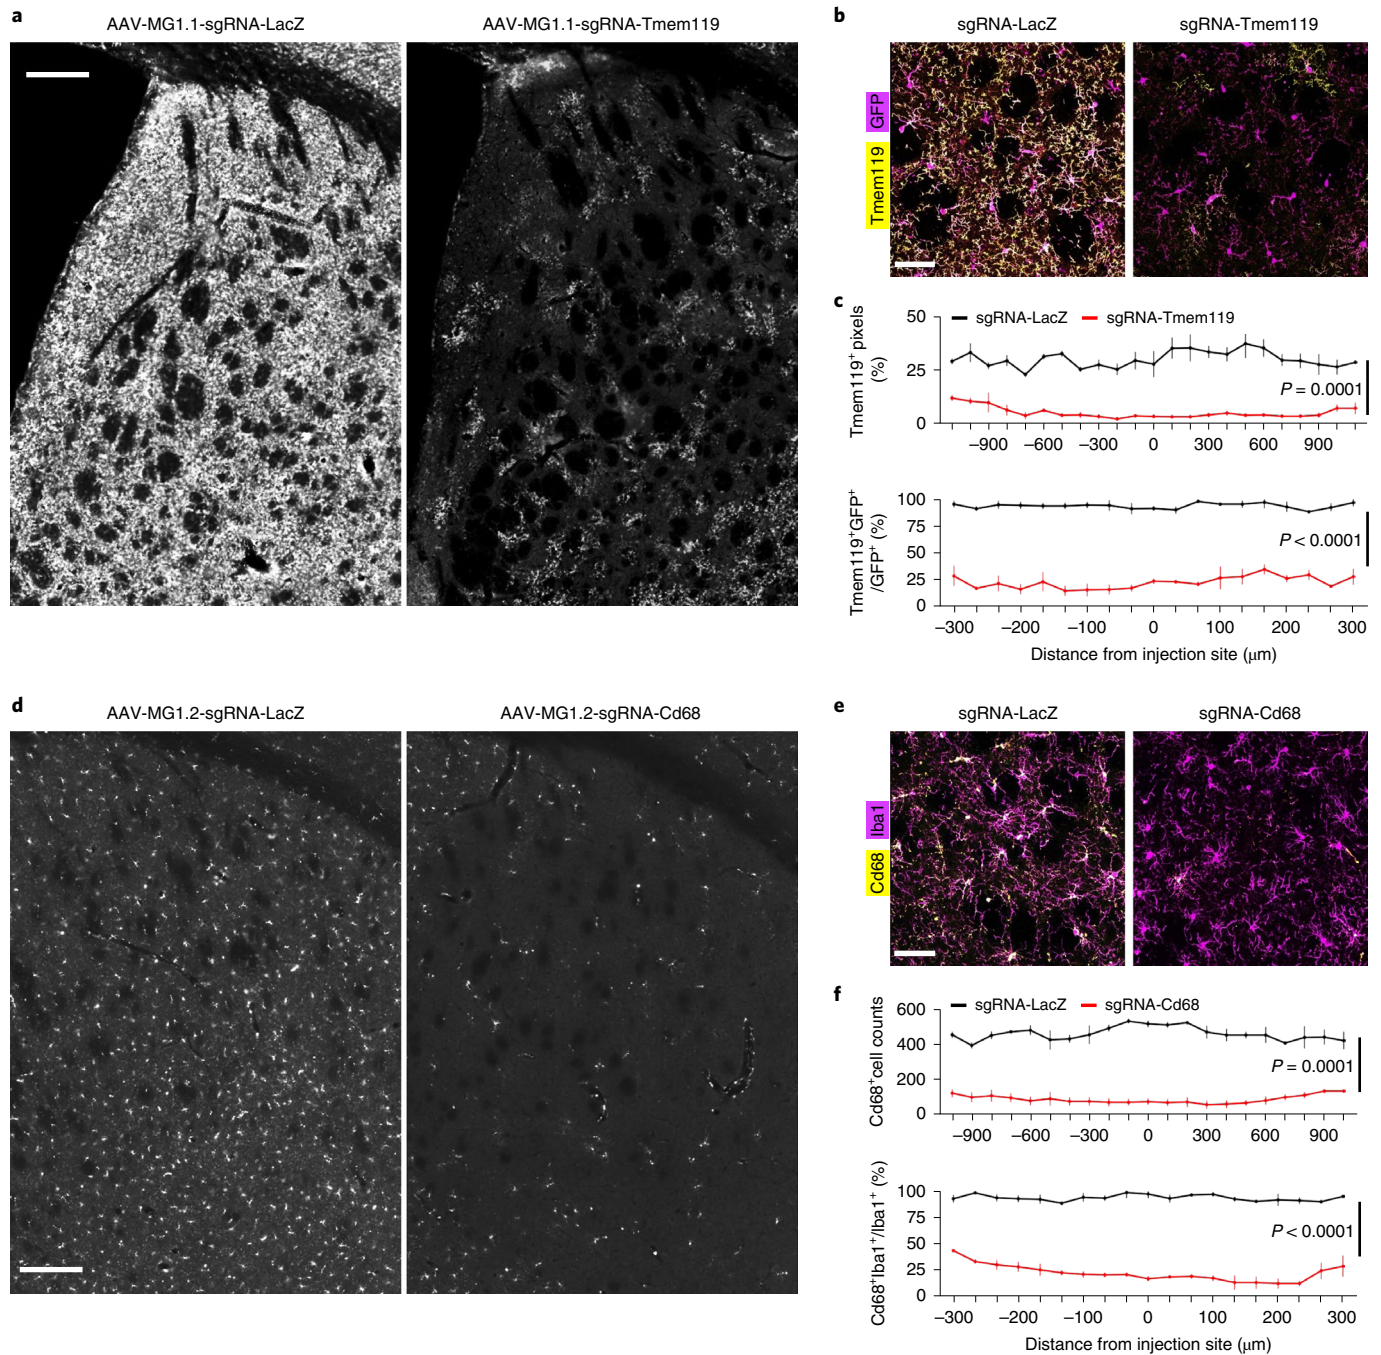 a
AAV-MG1.1-sgRNA-LacZ
AAV-MG1.1-sgRNA-Tmem119
b
sgRNA-LacZ
sgRNA-Tmem119
Tmem119 GFP
c
sgRNA-LacZ
sgRNA-Tmem119
Tmem119⁺ pixels
(%)
50
25
0
P = 0.0001
–900 –600 –300 0 300 600 900
Tmem119⁺GFP⁺
/GFP⁺ (%)
100
75
50
25
0
P < 0.0001
–300 –200 –100 0 100 200 300
Distance from injection site (μm)
d
AAV-MG1.2-sgRNA-LacZ
AAV-MG1.2-sgRNA-Cd68
e
sgRNA-LacZ
sgRNA-Cd68
Cd68 Iba1
f
sgRNA-LacZ
sgRNA-Cd68
Cd68⁺cell counts
600
400
200
0
P = 0.0001
–900 –600 –300 0 300 600 900
Cd68⁺Iba1⁺/Iba1⁺ (%)
100
75
50
25
0
P < 0.0001
–300 –200 –100 0 100 200 300
Distance from injection site (μm)